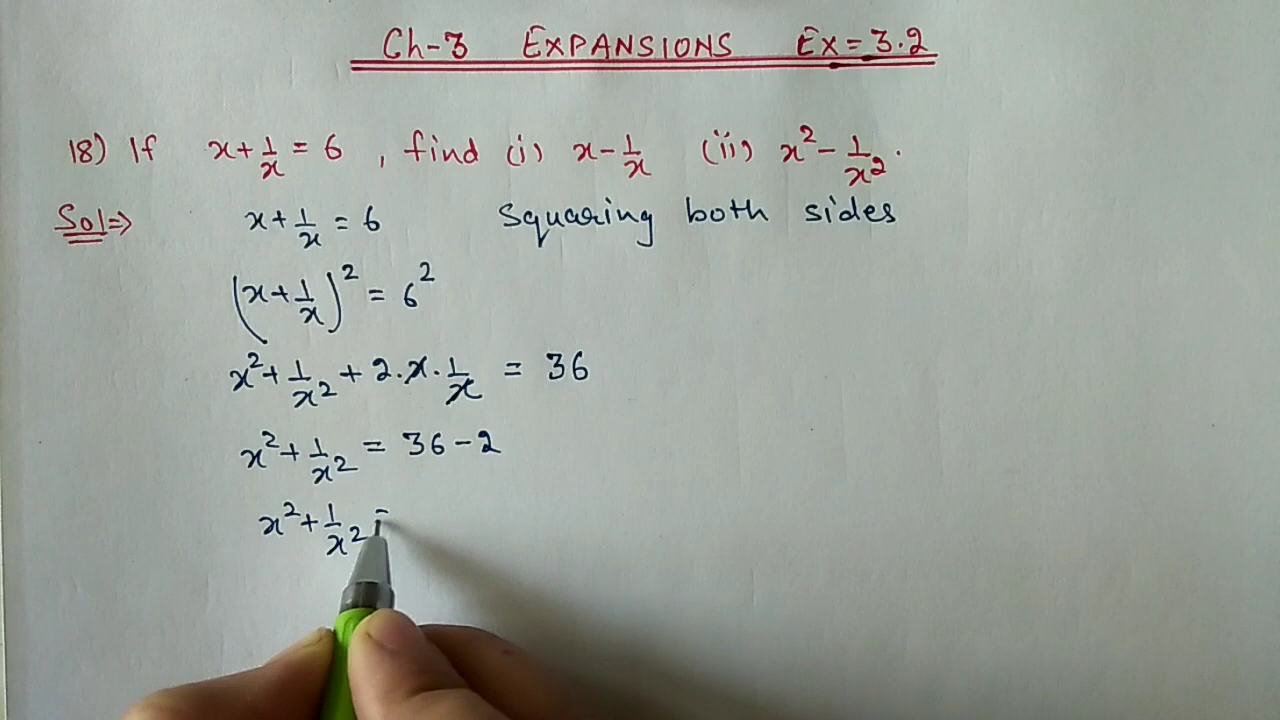 Ch-3 EXPANSIONS Ex = 3.2
18) If x + 1/x = 6 , find (i) x - 1/x (ii) x² - 1/x² .
Sol => x + 1/x = 6 Squaring both sides
(x + 1/x)² = 6²
x² + 1/x² + 2.x.1/x = 36
x² + 1/x² = 36 - 2
x² + 1/x² =